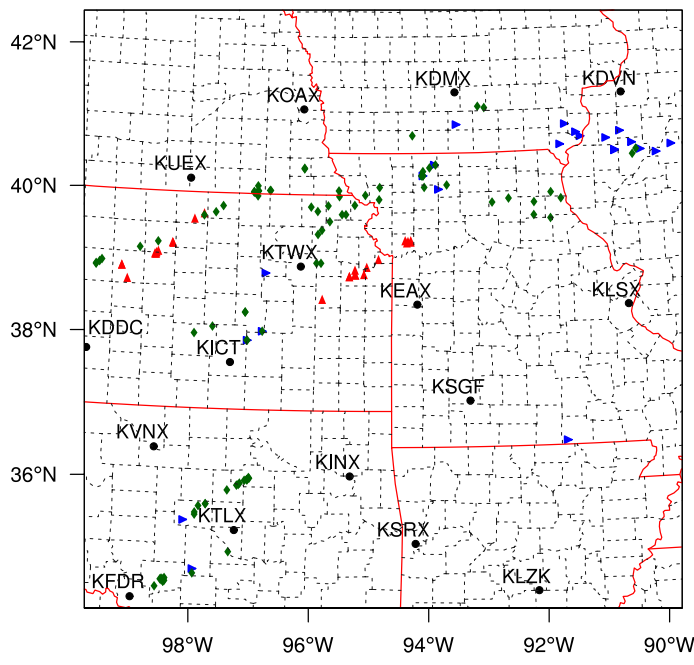 42°N
KDMX
KDVN
KOAX
KUEX
40°N
KTWX
KEAX
KLSX
38°N
KDDC
KICT
KSGF
KVNX
KINX
36°N
KTLX
KSRX
KFDR
KLZK
98°W 96°W 94°W 92°W 90°W